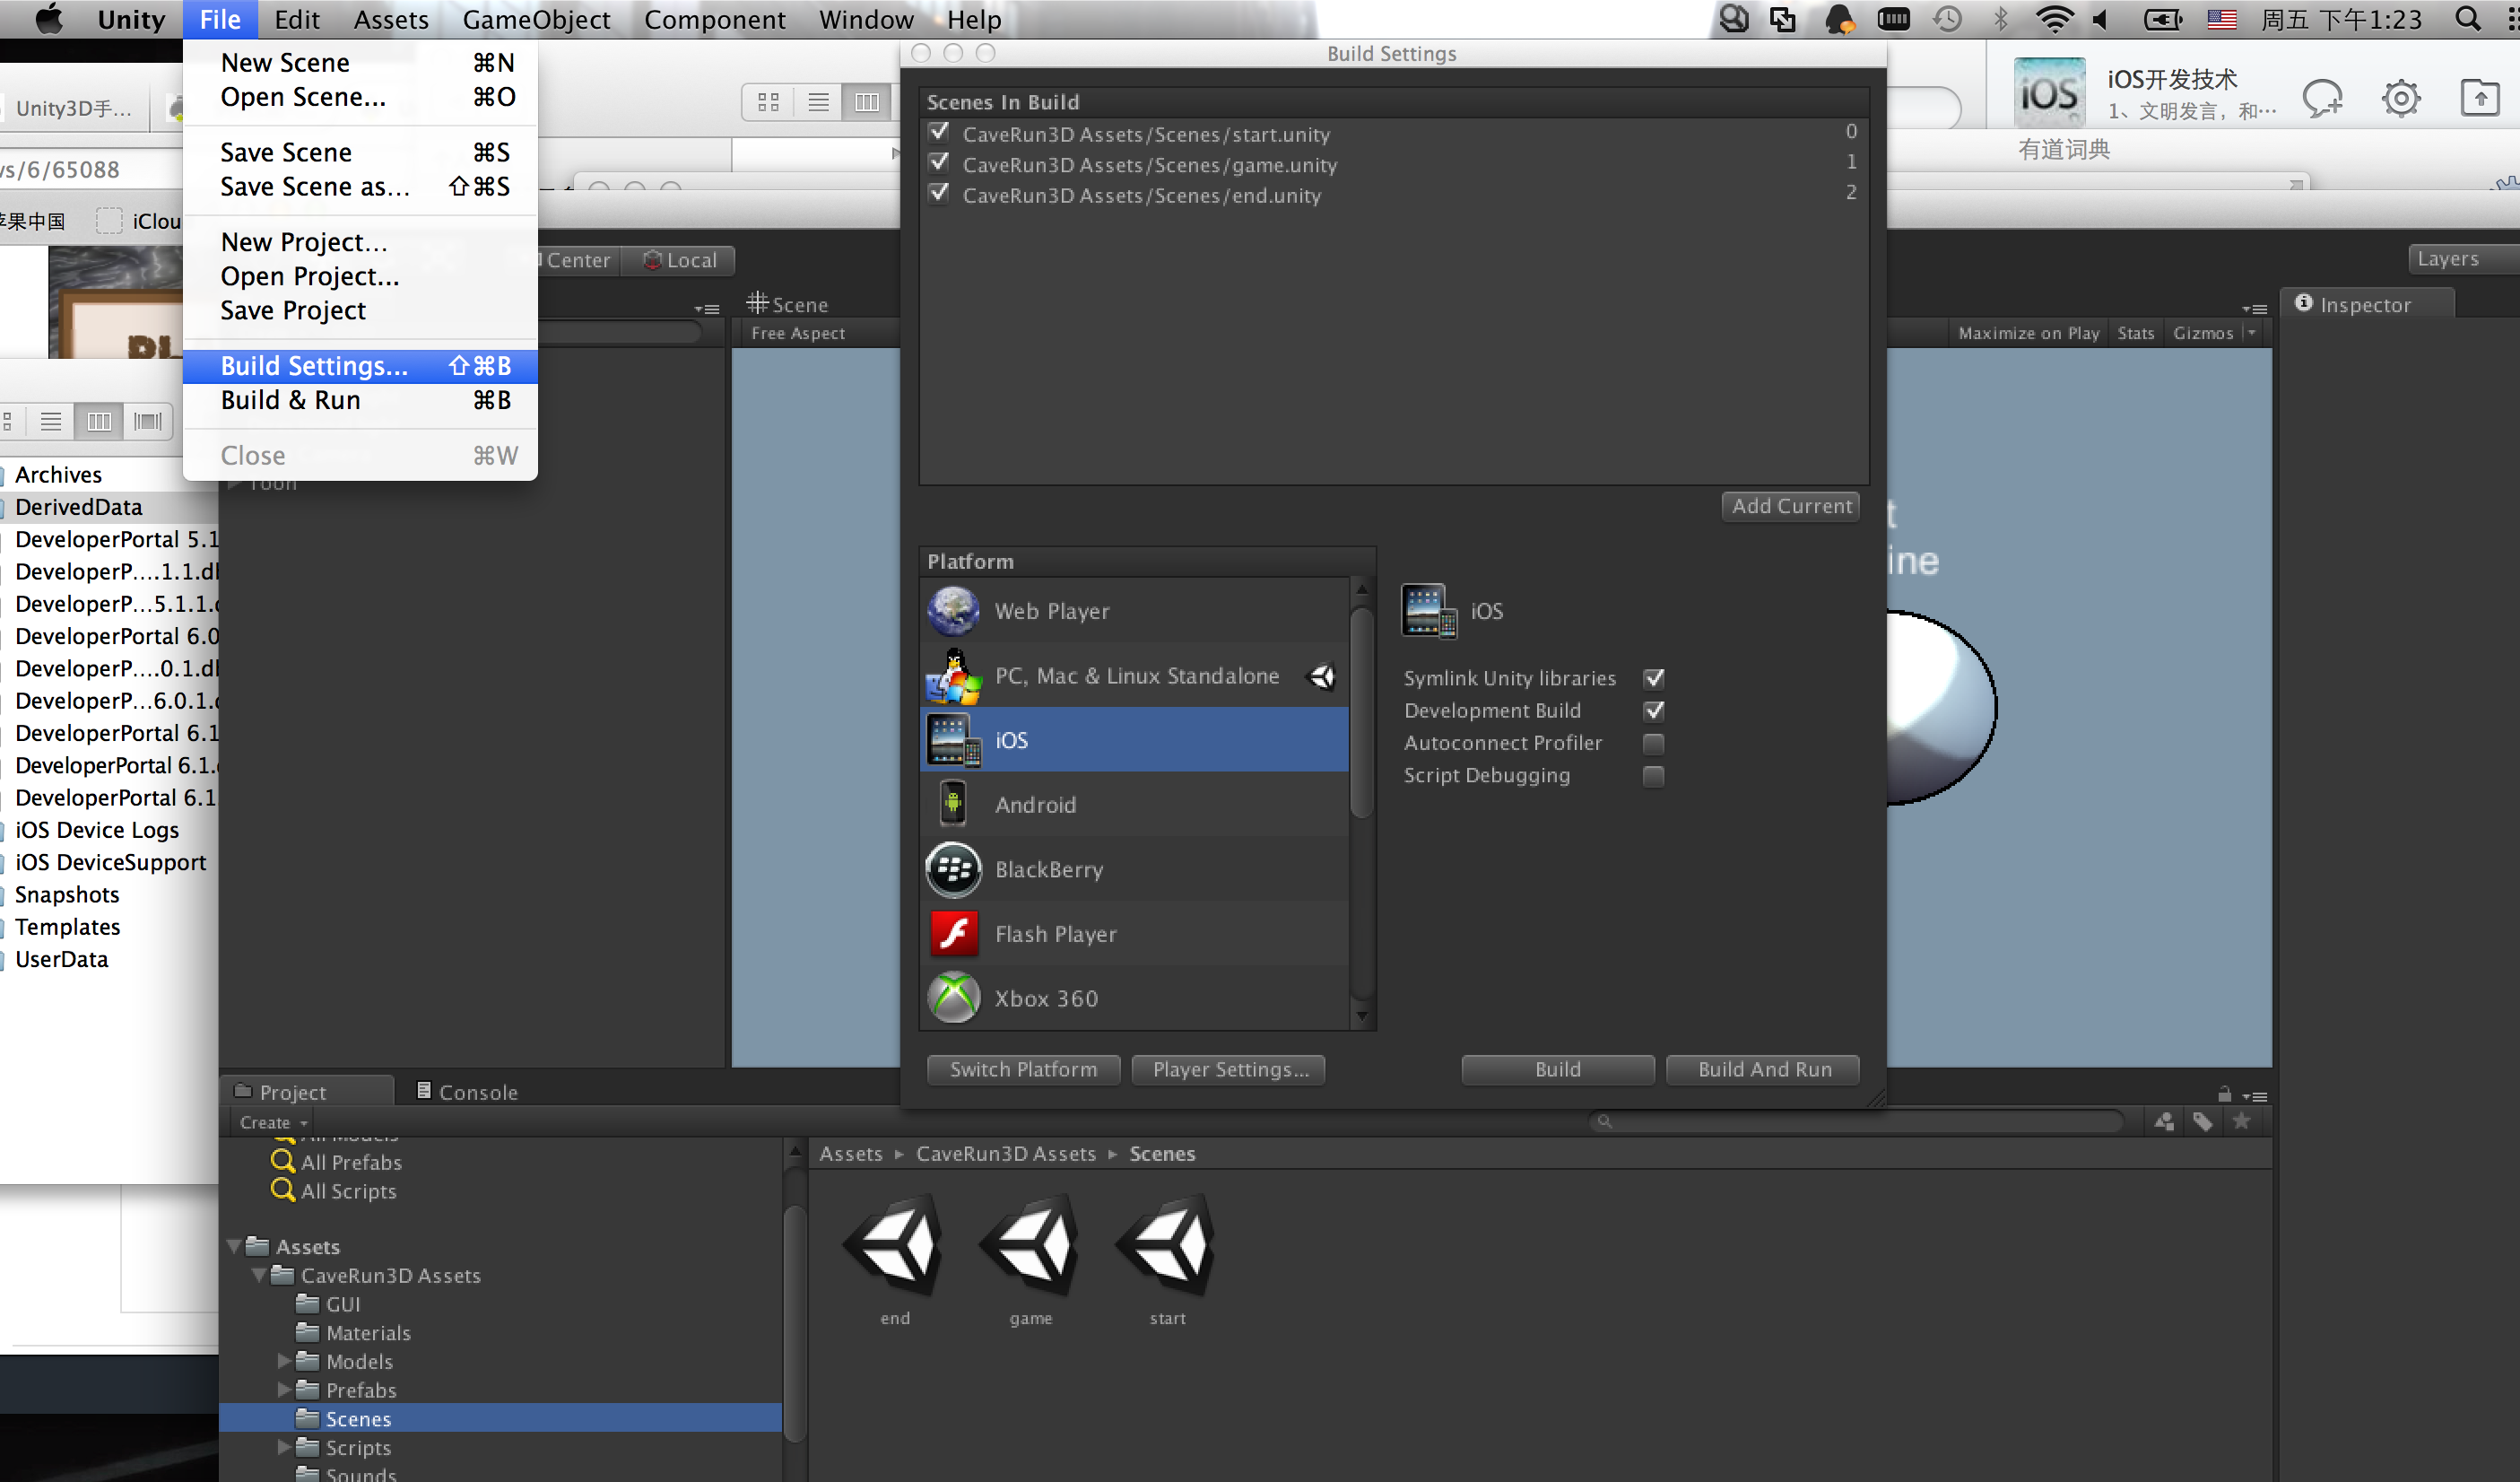 Unity File Edit Assets GameObject Component Window Help 周五 下午1:23
New Scene ⌘N
Open Scene... ⌘O
Save Scene ⌘S
Save Scene as... ⇧⌘S
New Project...
Open Project...
Save Project
Build Settings... ⇧⌘B
Build & Run ⌘B
Close ⌘W
Unity3D手...
/6/65088
苹果中国 iClou
Archives
DerivedData
DeveloperPortal 5.1
DeveloperP....1.1.db
DeveloperP...5.1.1.
DeveloperPortal 6.0
DeveloperP....0.1.db
DeveloperP...6.0.1.
DeveloperPortal 6.1
DeveloperPortal 6.1.
DeveloperPortal 6.1
iOS Device Logs
iOS DeviceSupport
Snapshots
Templates
UserData
Center Local
Scene
Free Aspect
Toon
Build Settings
Scenes In Build
CaveRun3D Assets/Scenes/start.unity 0
CaveRun3D Assets/Scenes/game.unity 1
CaveRun3D Assets/Scenes/end.unity 2
Add Current
Platform
Web Player
PC, Mac & Linux Standalone
iOS
Android
BlackBerry
Flash Player
Xbox 360
iOS
Symlink Unity libraries
Development Build
Autoconnect Profiler
Script Debugging
Switch Platform Player Settings... Build Build And Run
iOS
iOS开发技术
1、文明发言，和...
有道词典
Layers
Inspector
Maximize on Play Stats Gizmos
t
ine
Project Console
Create
All Models
All Prefabs
All Scripts
Assets
CaveRun3D Assets
GUI
Materials
Models
Prefabs
Scenes
Scripts
Sounds
Assets ▸ CaveRun3D Assets ▸ Scenes
end game start